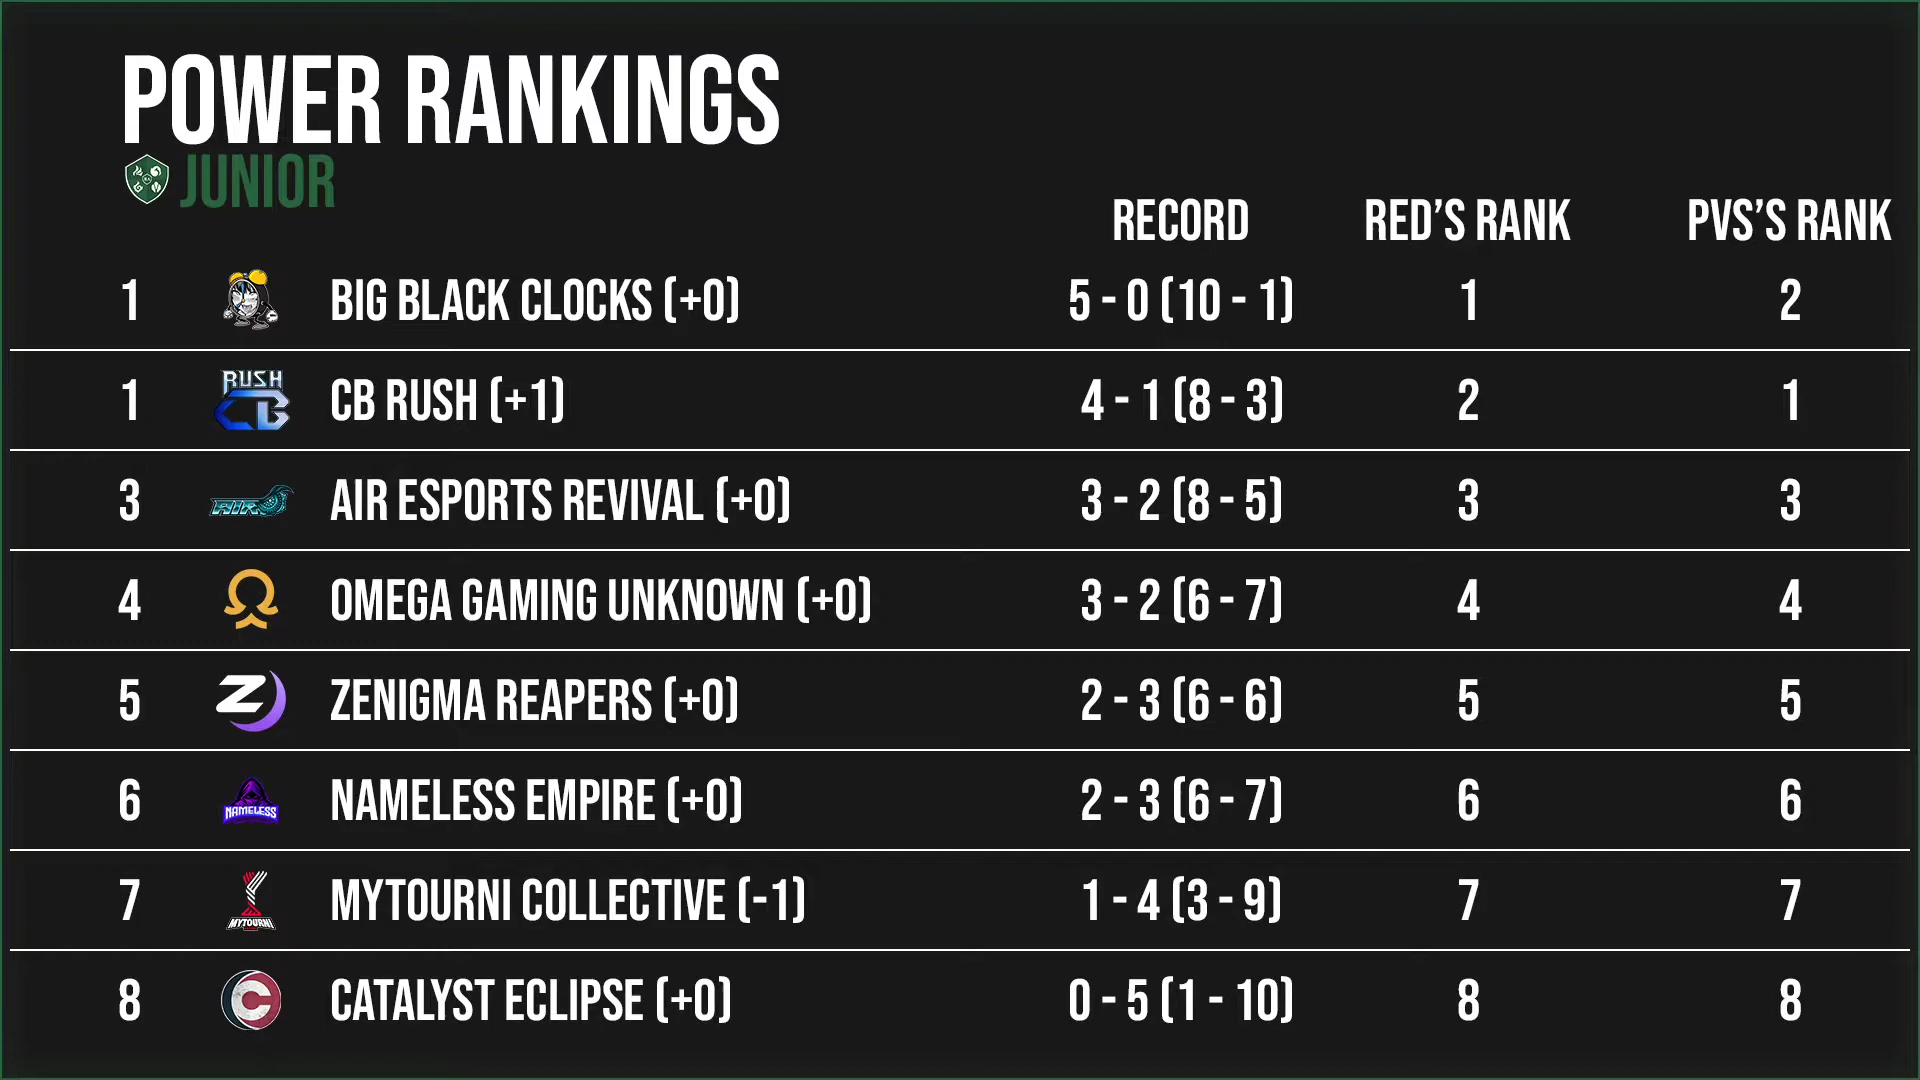 POWER RANKINGS
JUNIOR
RECORD RED'S RANK PVS'S RANK
1 BIG BLACK CLOCKS (+0) 5 - 0 (10 - 1) 1 2
1 RUSH CB CB RUSH (+1) 4 - 1 (8 - 3) 2 1
3 AIR AIR ESPORTS REVIVAL (+0) 3 - 2 (8 - 5) 3 3
4 OMEGA GAMING UNKNOWN (+0) 3 - 2 (6 - 7) 4 4
5 Z ZENIGMA REAPERS (+0) 2 - 3 (6 - 6) 5 5
6 NAMELESS NAMELESS EMPIRE (+0) 2 - 3 (6 - 7) 6 6
7 MYTOURNI MYTOURNI COLLECTIVE (-1) 1 - 4 (3 - 9) 7 7
8 C CATALYST ECLIPSE (+0) 0 - 5 (1 - 10) 8 8